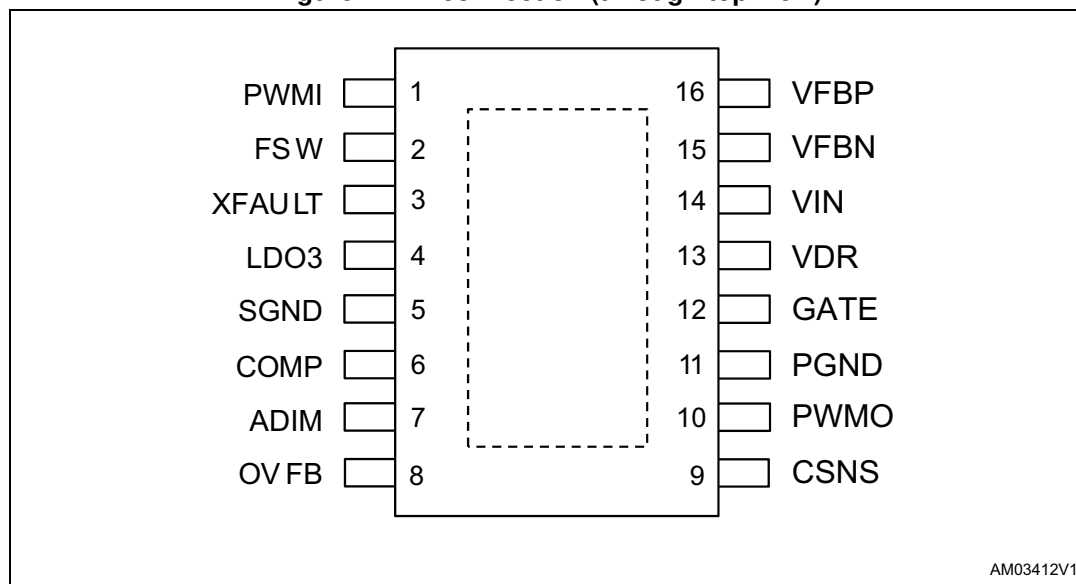 PWMI 1 16 VFBP
FSW 2 15 VFBN
XFAULT 3 14 VIN
LDO3 4 13 VDR
SGND 5 12 GATE
COMP 6 11 PGND
ADIM 7 10 PWMO
OVFB 8 9 CSNS
AM03412V1